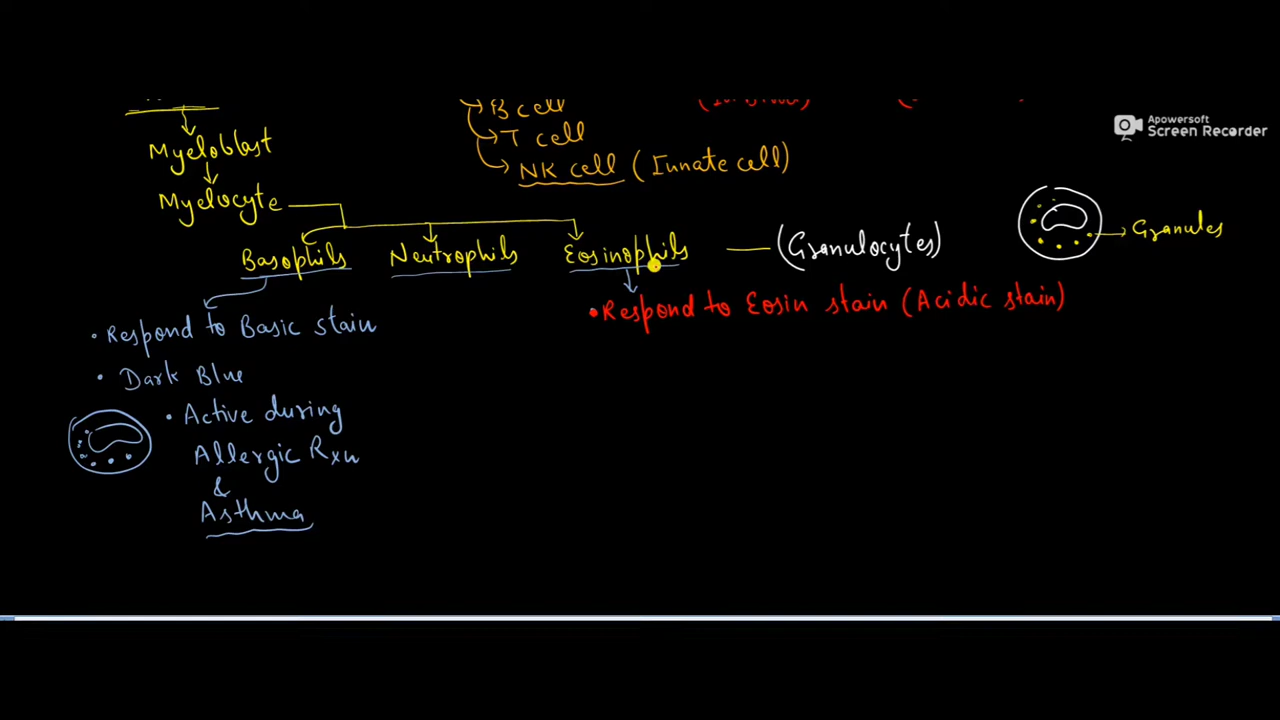 B cell
T cell
NK cell (Innate cell)
Apowersoft
Screen Recorder
Myeloblast
Myelocyte
Basophils Neutrophils Eosinophils — (Granulocytes)
Granules
• Respond to Eosin stain (Acidic stain)
• Respond to Basic stain
• Dark Blue
• Active during
Allergic Rxn
&
Asthma